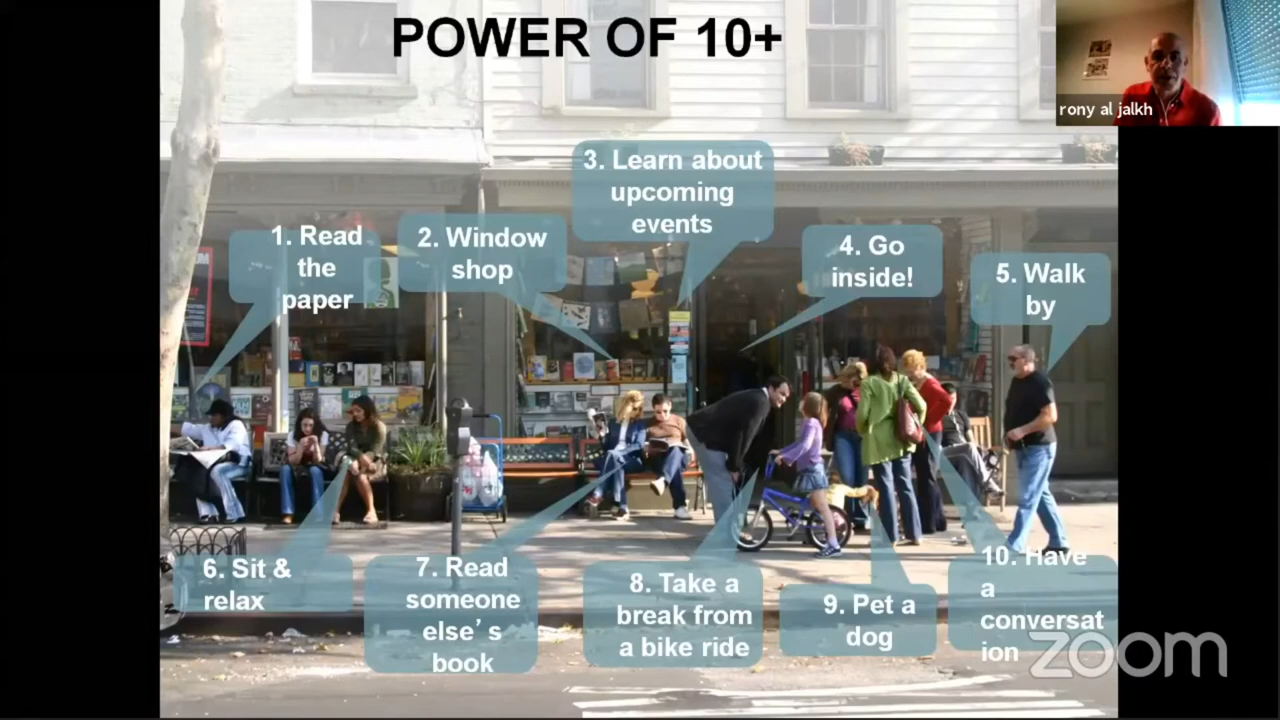 POWER OF 10+
rony al jalkh
3. Learn about
upcoming
events
1. Read
the
paper
2. Window
shop
4. Go
inside!
5. Walk
by
6. Sit &
relax
7. Read
someone
else’s
book
8. Take a
break from
a bike ride
9. Pet a
dog
10. Have
a
conversat
ion
zoom